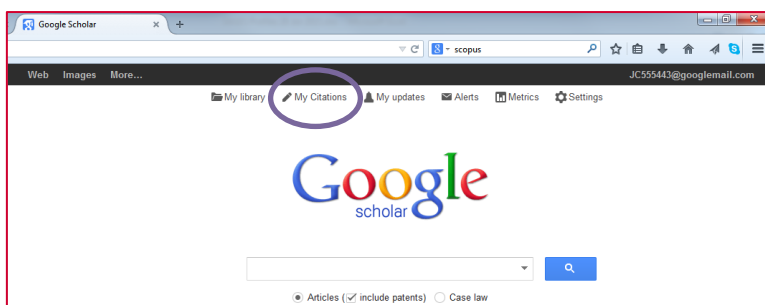 Google Scholar
scopus
Web Images More... JC555443@googlemail.com
My library My Citations My updates Alerts Metrics Settings
Google
scholar
Articles ( include patents) Case law